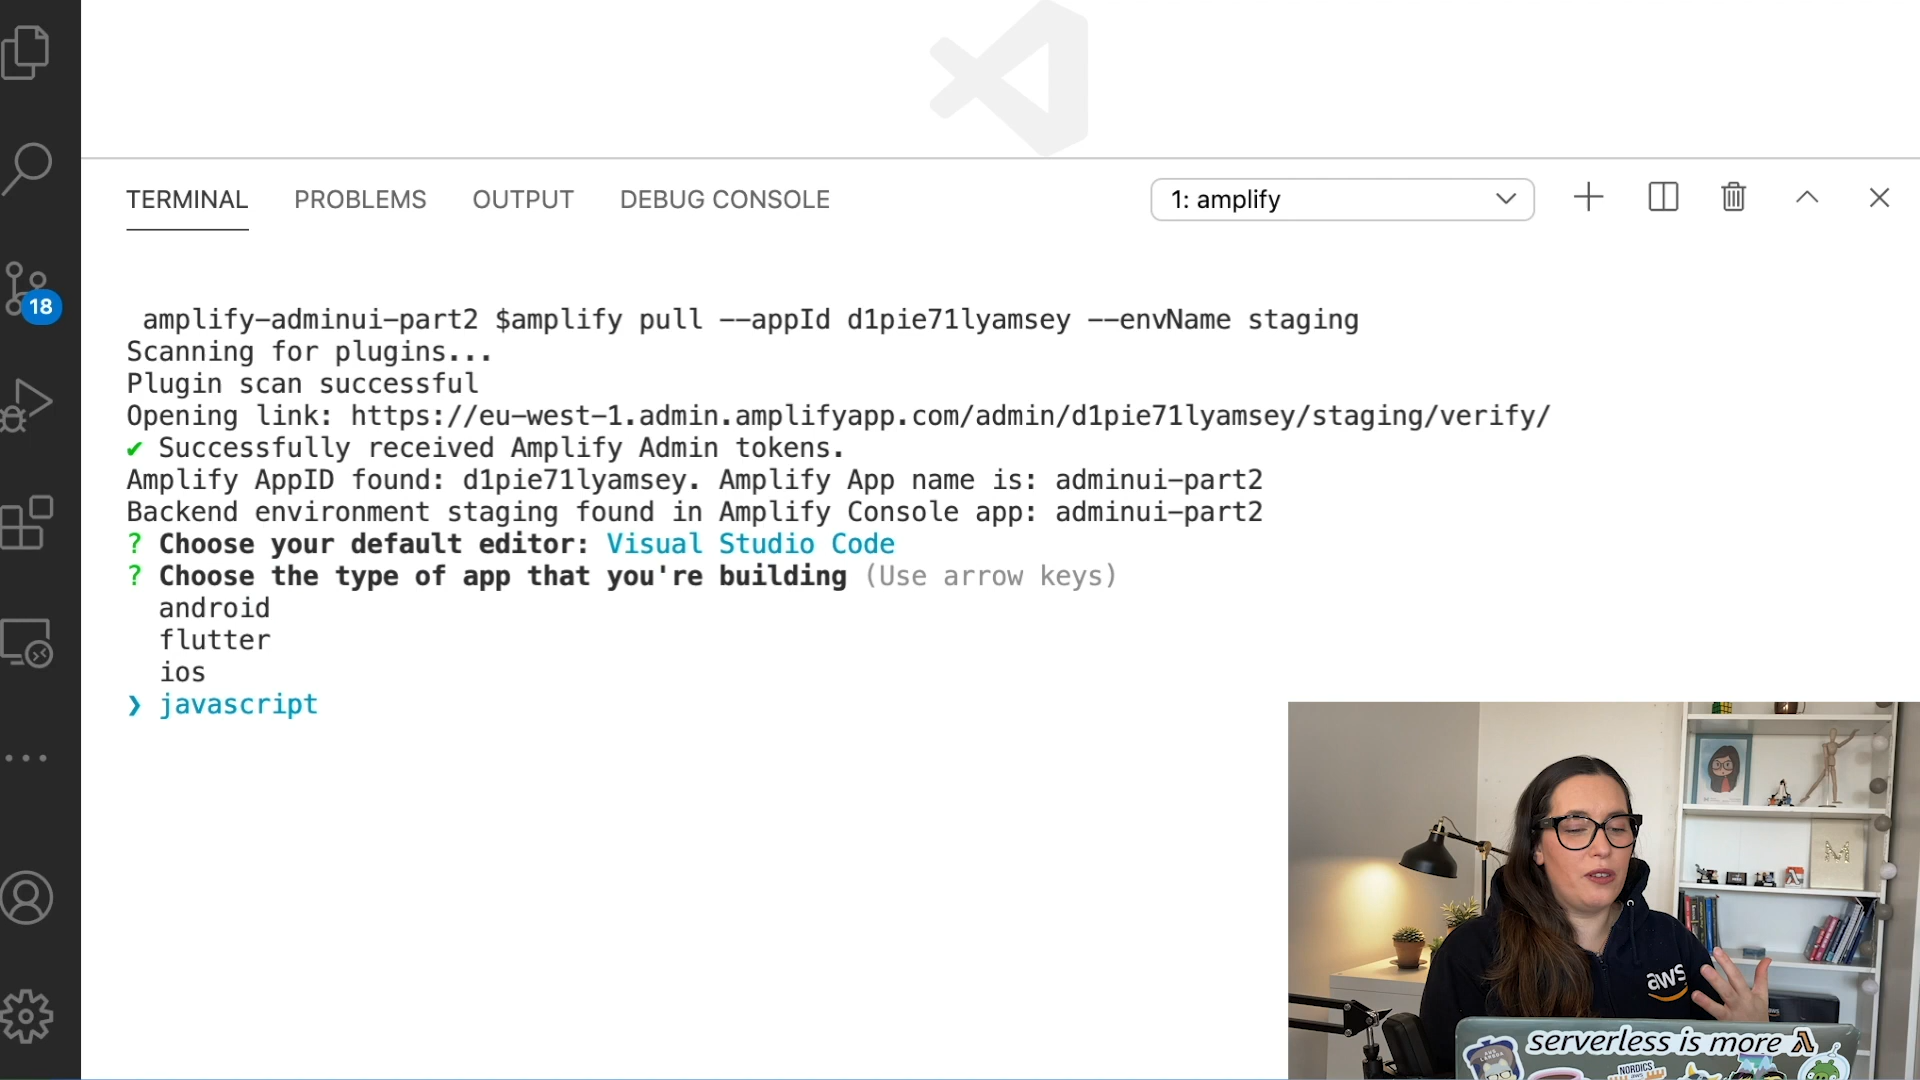 TERMINAL PROBLEMS OUTPUT DEBUG CONSOLE 1: amplify
18
amplify-adminui-part2 $amplify pull --appId d1pie71lyamsey --envName staging
Scanning for plugins...
Plugin scan successful
Opening link: https://eu-west-1.admin.amplifyapp.com/admin/d1pie71lyamsey/staging/verify/
✔ Successfully received Amplify Admin tokens.
Amplify AppID found: d1pie71lyamsey. Amplify App name is: adminui-part2
Backend environment staging found in Amplify Console app: adminui-part2
? Choose your default editor: Visual Studio Code
? Choose the type of app that you're building (Use arrow keys)
android
flutter
ios
❯ javascript
M
aws
serverless is more λ
NORDICS